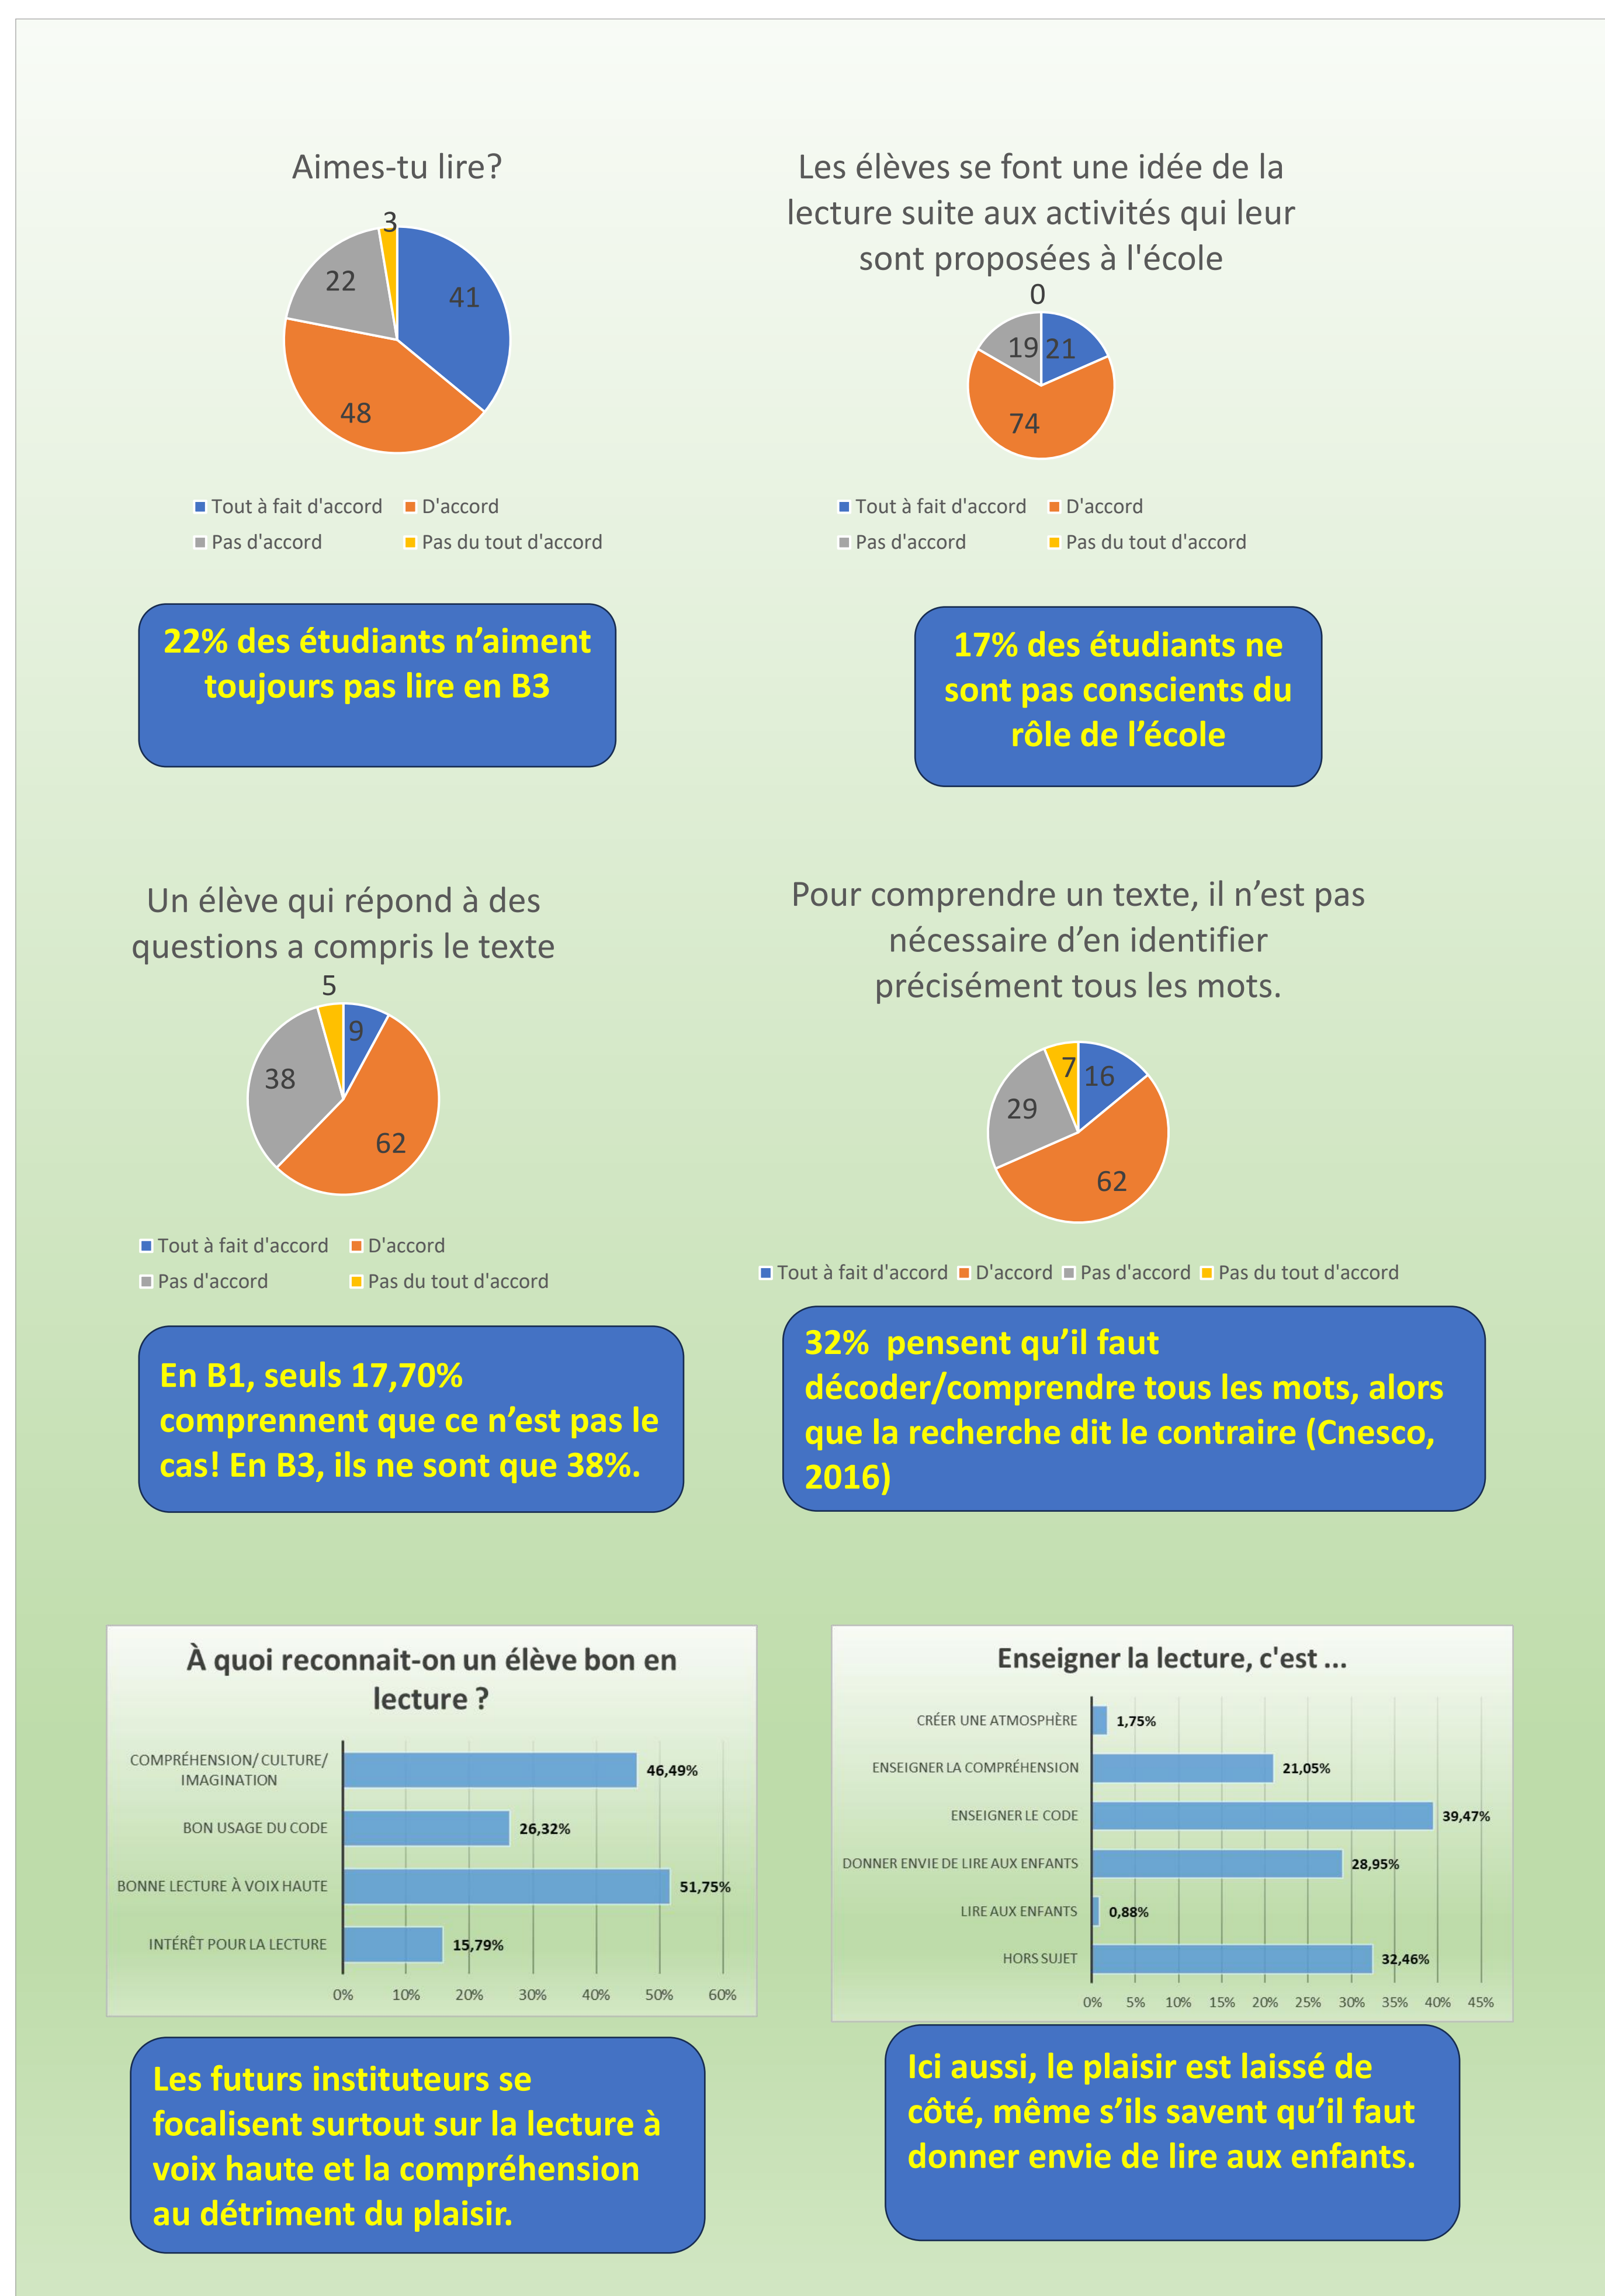 Aimes-tu lire?
3
22
41
48
Tout à fait d'accord
D'accord
Pas d'accord
Pas du tout d'accord
22% des étudiants n’aiment
toujours pas lire en B3
Les élèves se font une idée de la
lecture suite aux activités qui leur
sont proposées à l'école
0
19
21
74
Tout à fait d'accord
D'accord
Pas d'accord
Pas du tout d'accord
17% des étudiants ne
sont pas conscients du
rôle de l’école
Un élève qui répond à des
questions a compris le texte
5
9
38
62
Tout à fait d'accord
D'accord
Pas d'accord
Pas du tout d'accord
En B1, seuls 17,70%
comprennent que ce n’est pas le
cas! En B3, ils ne sont que 38%.
Pour comprendre un texte, il n’est pas
nécessaire d’en identifier
précisément tous les mots.
7
16
29
62
Tout à fait d'accord
D'accord
Pas d'accord
Pas du tout d'accord
32% pensent qu’il faut
décoder/comprendre tous les mots, alors
que la recherche dit le contraire (Cnesco,
2016)
À quoi reconnait-on un élève bon en
lecture ?
COMPRÉHENSION/ CULTURE/
IMAGINATION
46,49%
BON USAGE DU CODE
26,32%
BONNE LECTURE À VOIX HAUTE
51,75%
INTÉRÊT POUR LA LECTURE
15,79%
0% 10% 20% 30% 40% 50% 60%
Les futurs instituteurs se
focalisent surtout sur la lecture à
voix haute et la compréhension
au détriment du plaisir.
Enseigner la lecture, c'est ...
CRÉER UNE ATMOSPHÈRE
1,75%
ENSEIGNER LA COMPRÉHENSION
21,05%
ENSEIGNER LE CODE
39,47%
DONNER ENVIE DE LIRE AUX ENFANTS
28,95%
LIRE AUX ENFANTS
0,88%
HORS SUJET
32,46%
0% 5% 10% 15% 20% 25% 30% 35% 40% 45%
Ici aussi, le plaisir est laissé de
côté, même s’ils savent qu’il faut
donner envie de lire aux enfants.